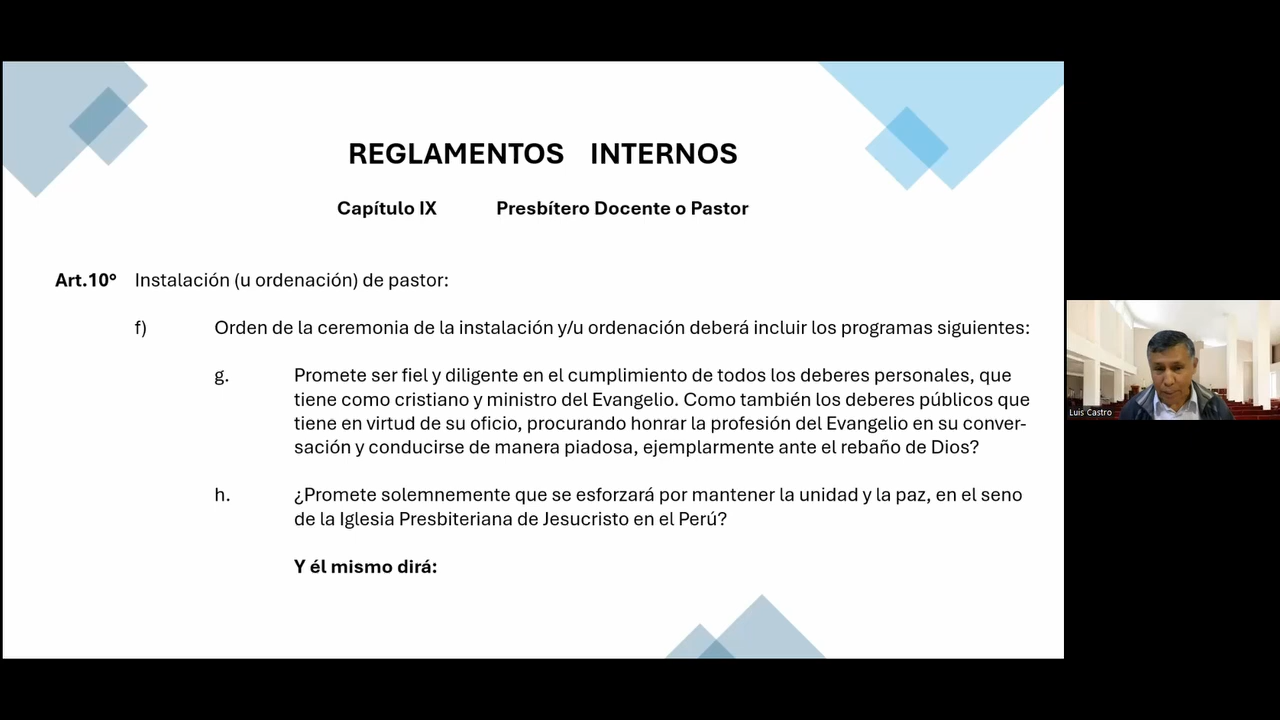 REGLAMENTOS INTERNOS
Capítulo IX Presbítero Docente o Pastor
Art.10° Instalación (u ordenación) de pastor:
f) Orden de la ceremonia de la instalación y/u ordenación deberá incluir los programas siguientes:
g. Promete ser fiel y diligente en el cumplimiento de todos los deberes personales, que
tiene como cristiano y ministro del Evangelio. Como también los deberes públicos que
tiene en virtud de su oficio, procurando honrar la profesión del Evangelio en su conver-
sación y conducirse de manera piadosa, ejemplarmente ante el rebaño de Dios?
h. ¿Promete solemnemente que se esforzará por mantener la unidad y la paz, en el seno
de la Iglesia Presbiteriana de Jesucristo en el Perú?
Y él mismo dirá:
Luis Castro